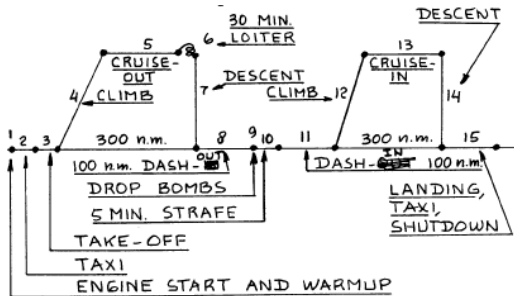 30 MIN.
LOITER
DESCENT
5
6
13
CRUISE-
OUT
CRUISE-
IN
4
CLIMB
7
DESCENT
CLIMB
12
14
1
2
3
300 n.m.
8
9
10
11
300 n.m.
15
100 n.m. DASH-OUT
DASH-IN 100 n.m.
DROP BOMBS
5 MIN. STRAFE
LANDING,
TAXI,
SHUTDOWN
TAKE-OFF
TAXI
ENGINE START AND WARMUP